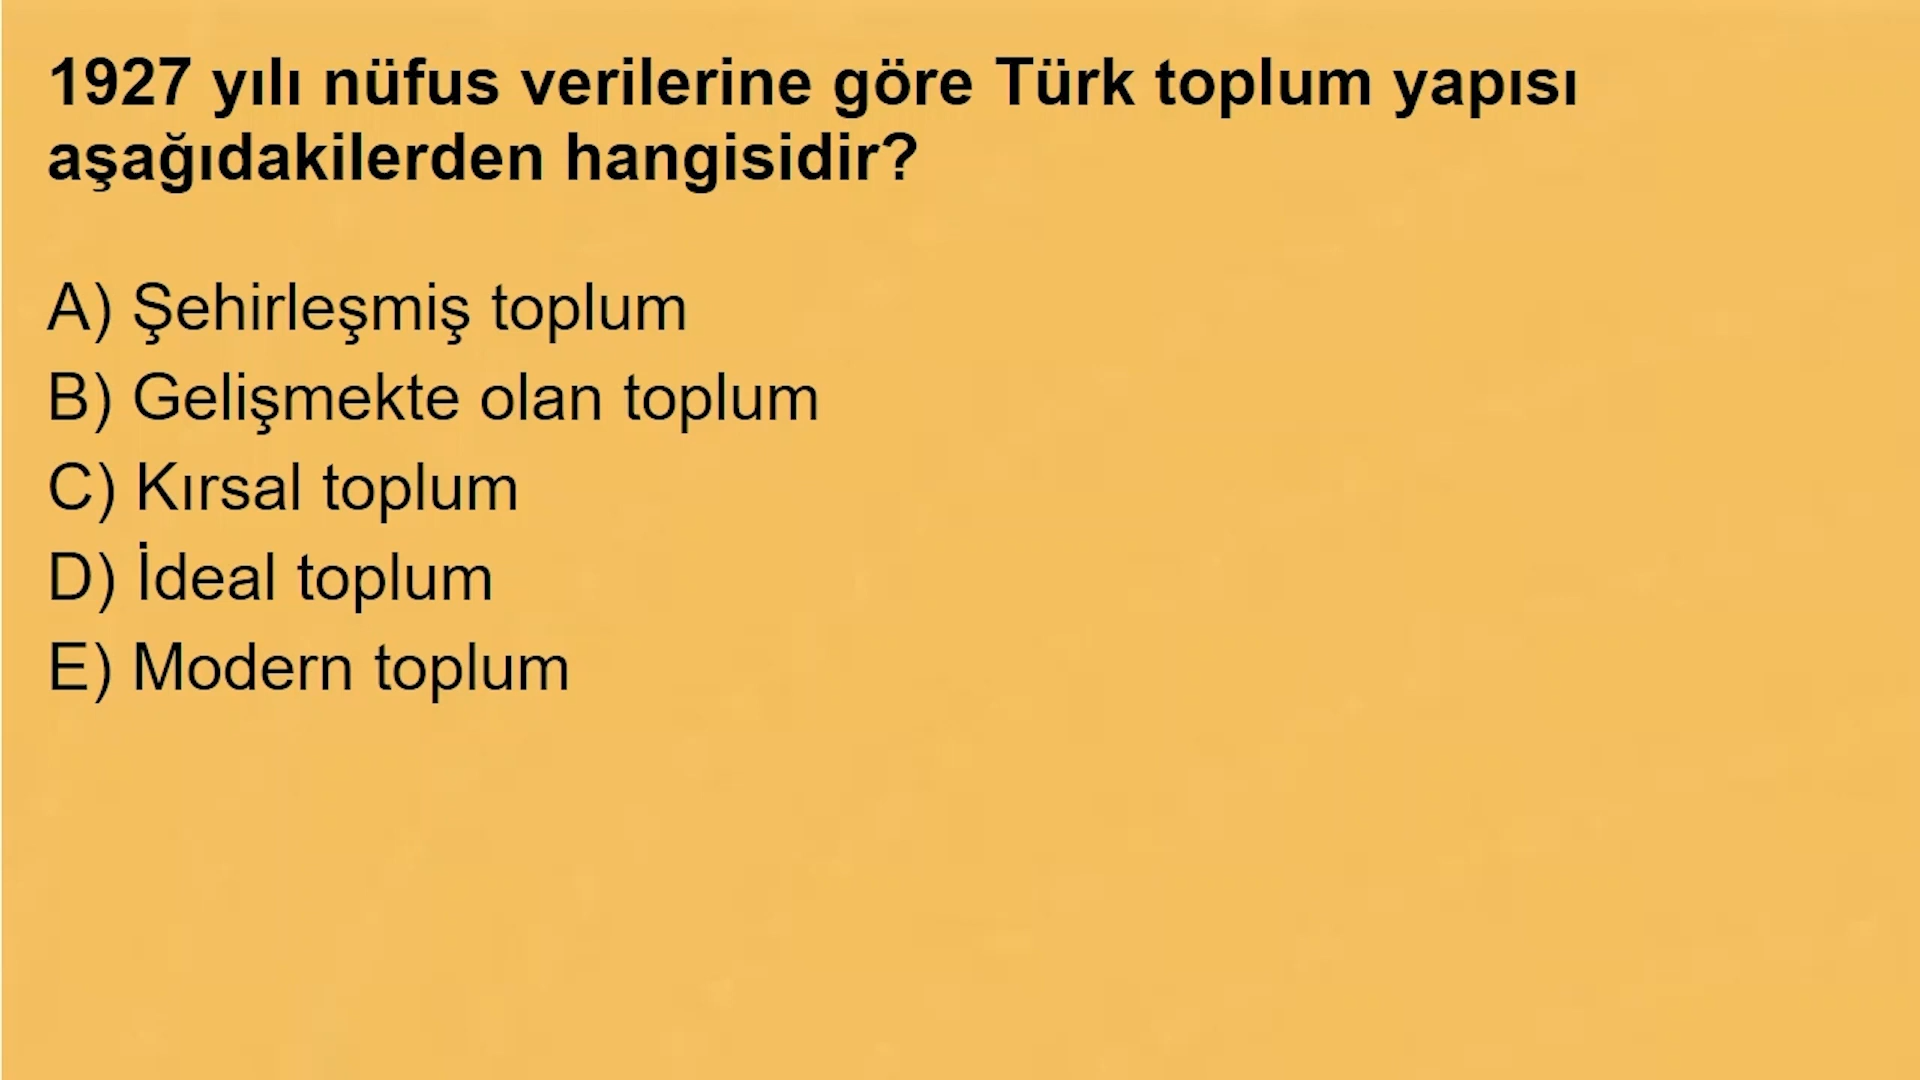 1927 yılı nüfus verilerine göre Türk toplum yapısı
aşağıdakilerden hangisidir?
A) Şehirleşmiş toplum
B) Gelişmekte olan toplum
C) Kırsal toplum
D) İdeal toplum
E) Modern toplum